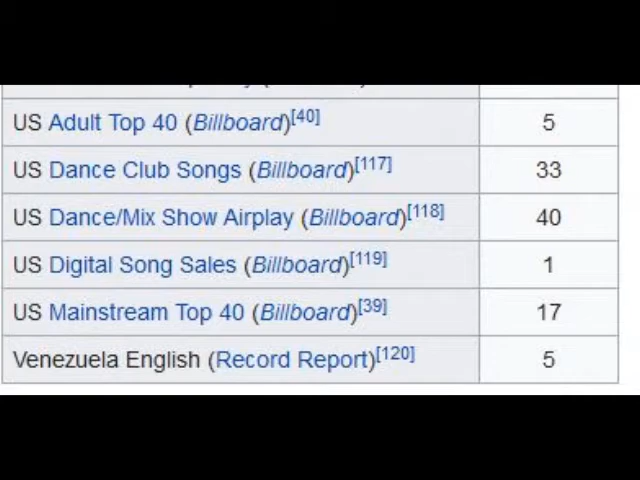 US Adult Top 40 (Billboard)[40] 5
US Dance Club Songs (Billboard)[117] 33
US Dance/Mix Show Airplay (Billboard)[118] 40
US Digital Song Sales (Billboard)[119] 1
US Mainstream Top 40 (Billboard)[39] 17
Venezuela English (Record Report)[120] 5